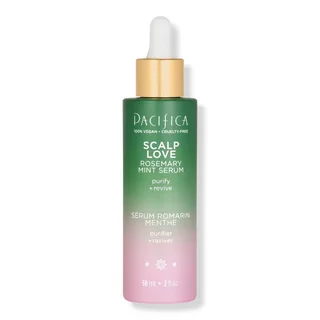 PACIFICA
100% VEGAN • CRUELTY-FREE
SCALP
LOVE
ROSEMARY
MINT SERUM
purify
+ revive
SÉRUM ROMARIN
MENTHE
purifier
+ raviver
58 mL • 2 fl oz